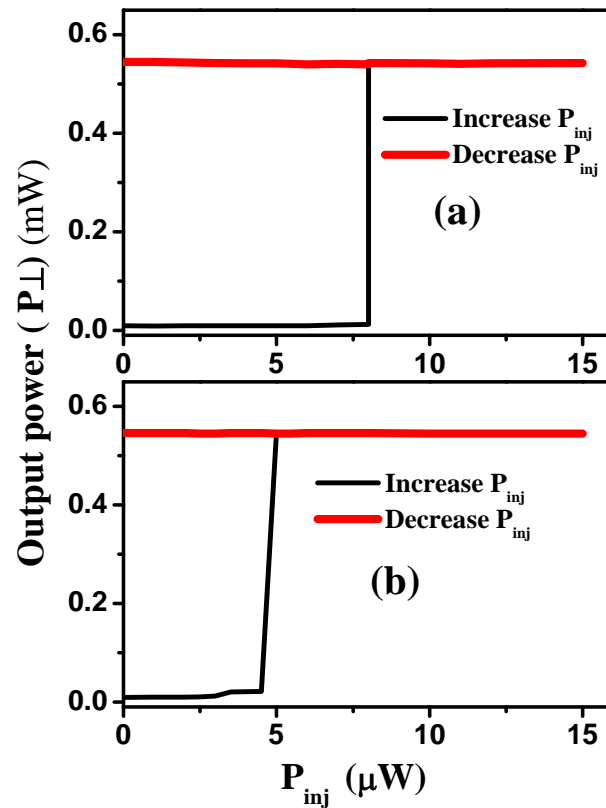 0.6
0.4
0.2
0.0
Increase P_inj
Decrease P_inj
(a)
0 5 10 15
Output power ( P⊥) (mW)
0.6
0.4
0.2
0.0
Increase P_inj
Decrease P_inj
(b)
0 5 10 15
P_inj (μW)